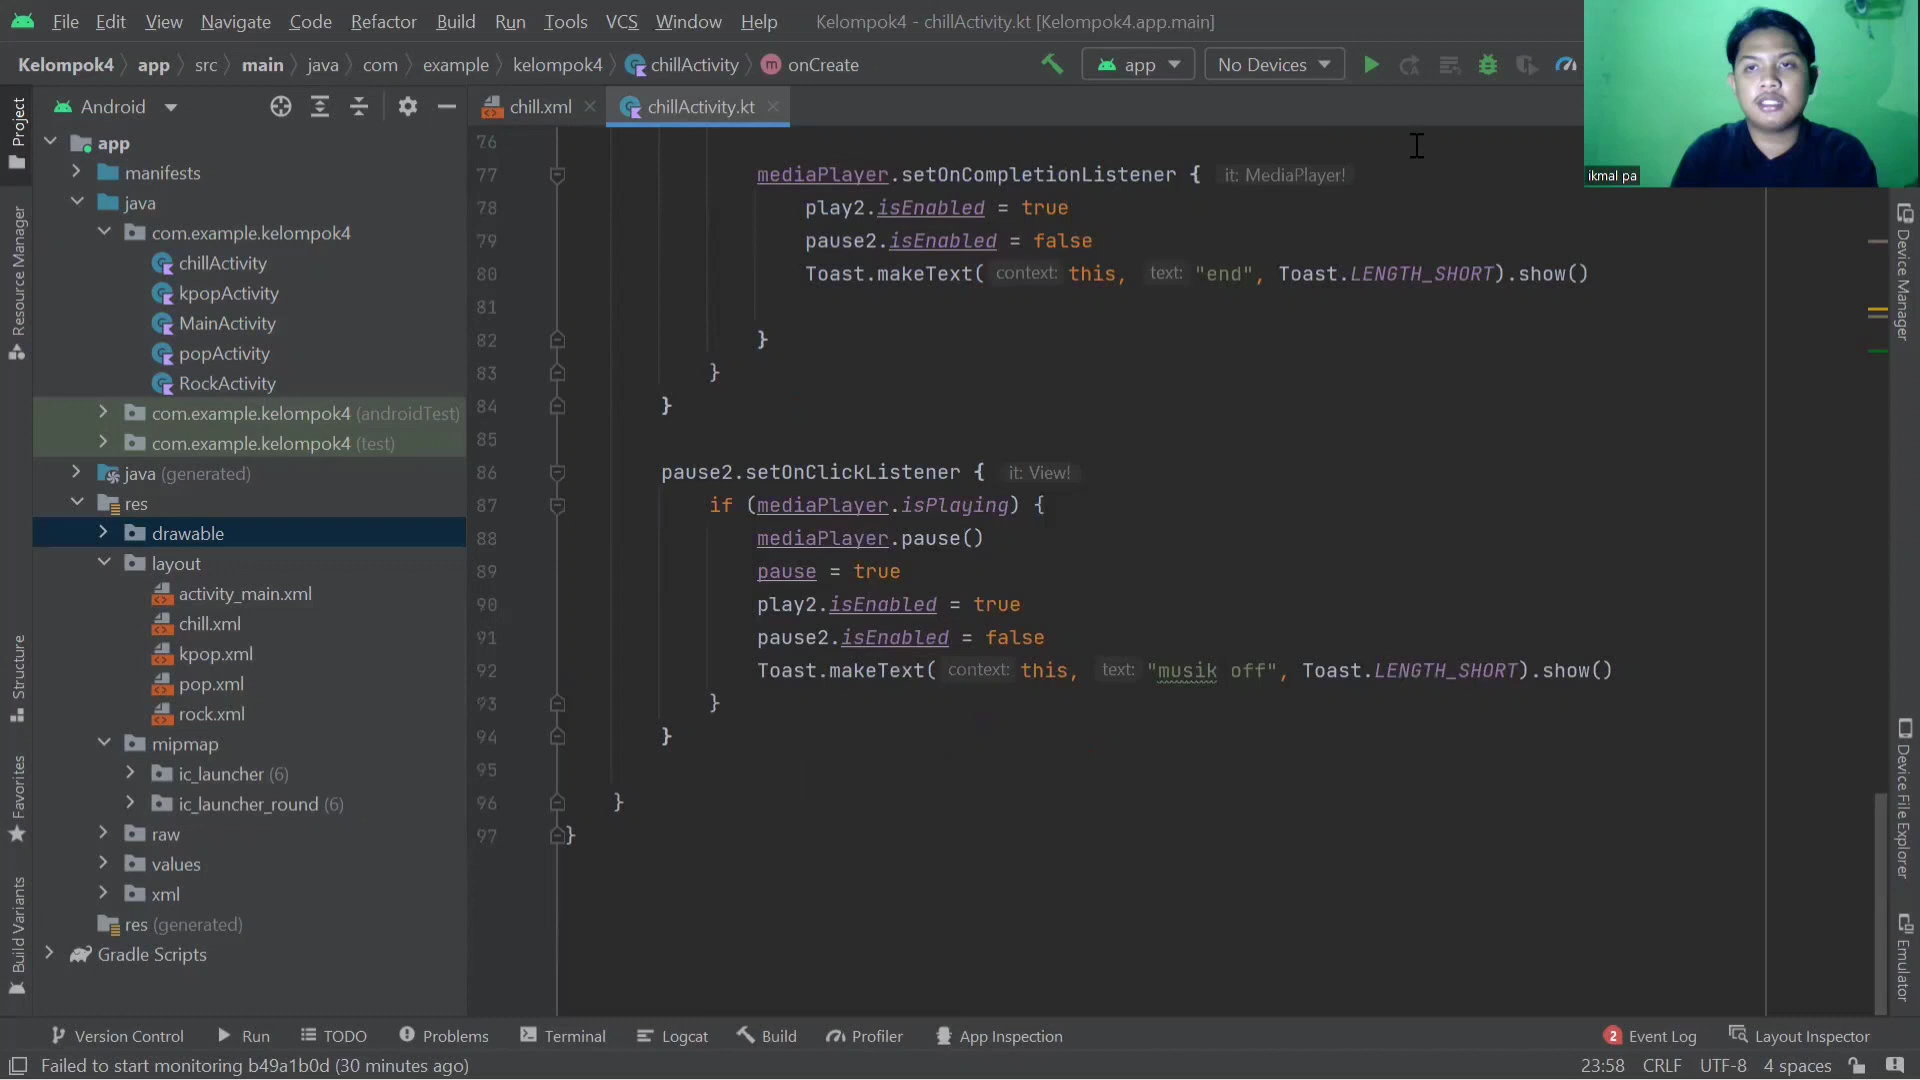 File Edit View Navigate Code Refactor Build Run Tools VCS Window Help Kelompok4 - chillActivity.kt [Kelompok4.app.main]
Kelompok4 app src main java com example kelompok4 chillActivity onCreate app No Devices
ikmal pa
Android
chill.xml
chillActivity.kt
Project
Resource Manager
Structure
Favorites
Build Variants
app
manifests
java
com.example.kelompok4
chillActivity
kpopActivity
MainActivity
popActivity
RockActivity
com.example.kelompok4 (androidTest)
com.example.kelompok4 (test)
java (generated)
res
drawable
layout
activity_main.xml
chill.xml
kpop.xml
pop.xml
rock.xml
mipmap
ic_launcher (6)
ic_launcher_round (6)
raw
values
xml
res (generated)
Gradle Scripts
76
77 mediaPlayer.setOnCompletionListener { it: MediaPlayer!
78 play2.isEnabled = true
79 pause2.isEnabled = false
80 Toast.makeText( context: this, text: "end", Toast.LENGTH_SHORT).show()
81
82 }
83 }
84 }
85
86 pause2.setOnClickListener { it: View!
87 if (mediaPlayer.isPlaying) {
88 mediaPlayer.pause()
89 pause = true
90 play2.isEnabled = true
91 pause2.isEnabled = false
92 Toast.makeText( context: this, text: "musik off", Toast.LENGTH_SHORT).show()
93 }
94 }
95
96 }
97 }
Device Manager
Device File Explorer
Emulator
Version Control Run TODO Problems Terminal Logcat Build Profiler App Inspection 2 Event Log Layout Inspector
Failed to start monitoring b49a1b0d (30 minutes ago) 23:58 CRLF UTF-8 4 spaces